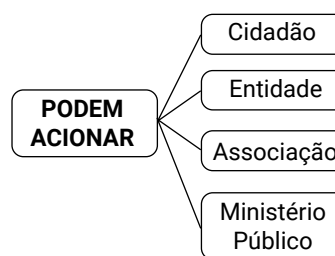 PODEM
ACIONAR
Cidadão
Entidade
Associação
Ministério
Público